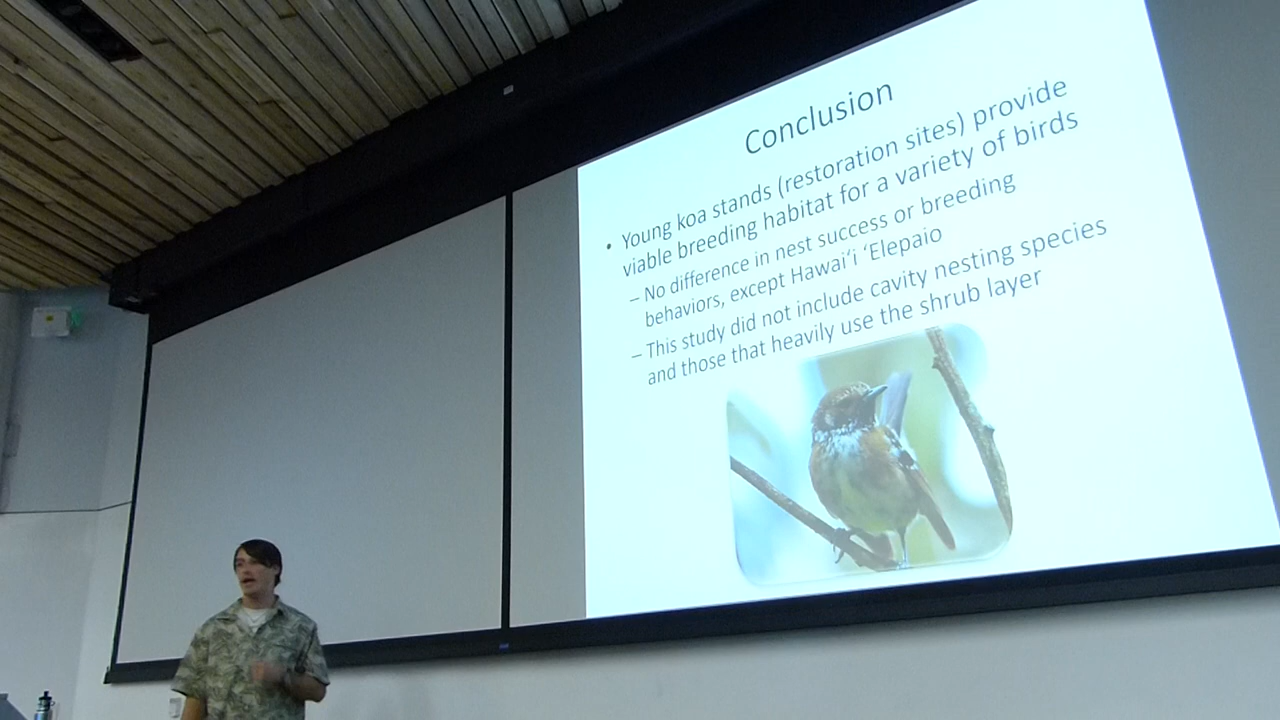 Conclusion
• Young koa stands (restoration sites) provide
viable breeding habitat for a variety of birds
– No difference in nest success or breeding
behaviors, except Hawai‘i ‘Elepaio
– This study did not include cavity nesting species
and those that heavily use the shrub layer